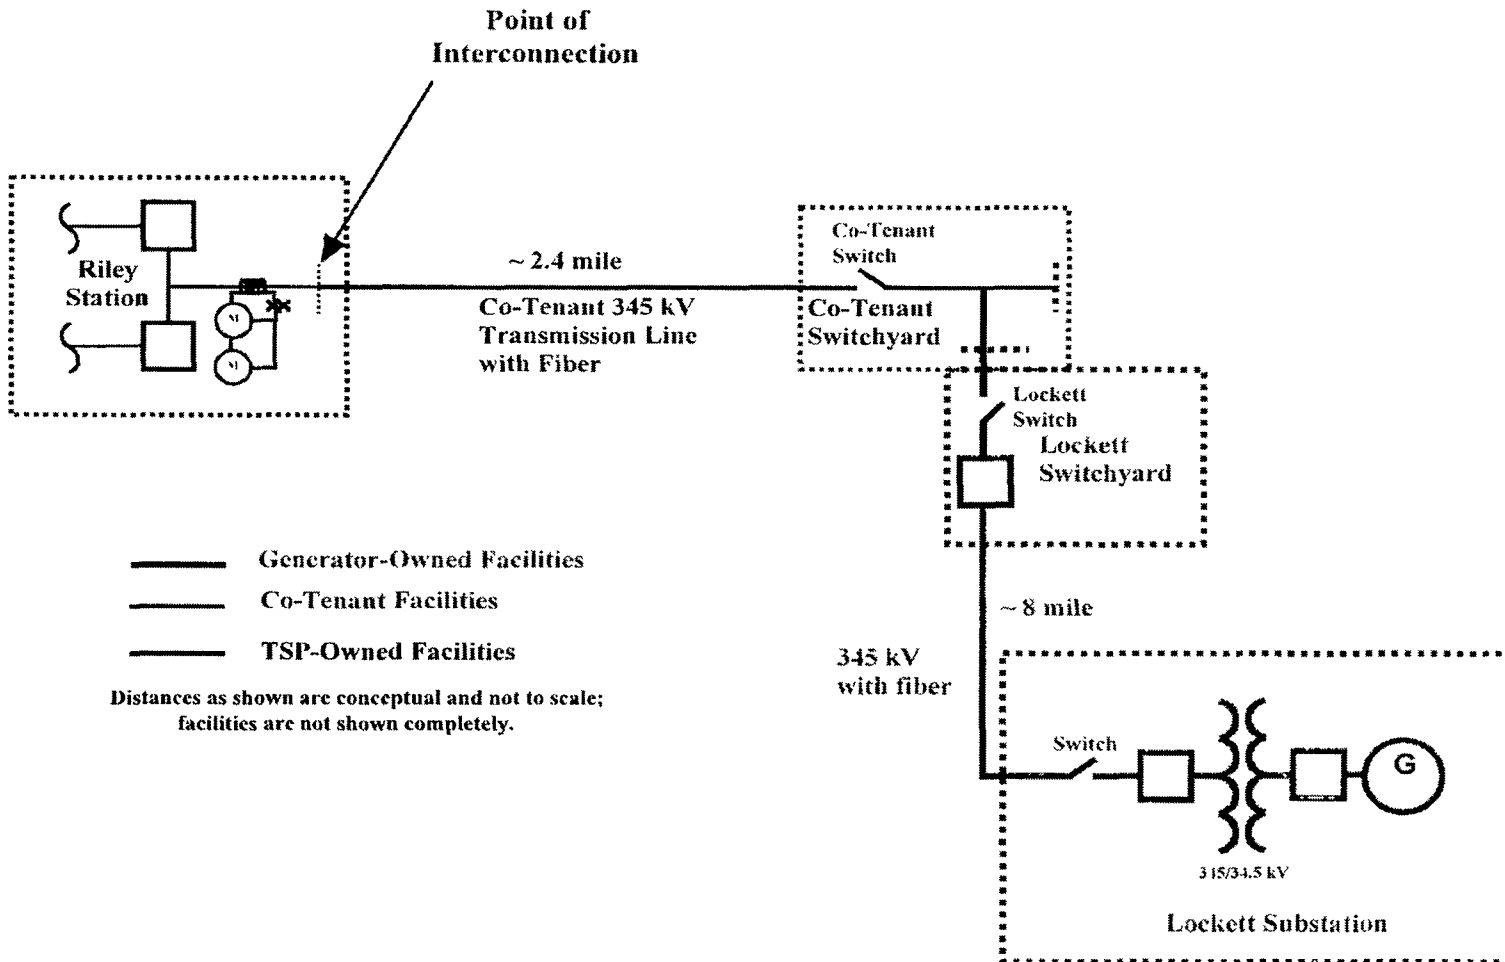 Point of
Interconnection
Riley
Station
M
M
~ 2.4 mile
Co-Tenant 345 kV
Transmission Line
with Fiber
Co-Tenant
Switch
Co-Tenant
Switchyard
Lockett
Switch
Lockett
Switchyard
Generator-Owned Facilities
Co-Tenant Facilities
TSP-Owned Facilities
Distances as shown are conceptual and not to scale;
facilities are not shown completely.
~ 8 mile
345 kV
with fiber
Switch
G
345/34.5 kV
Lockett Substation